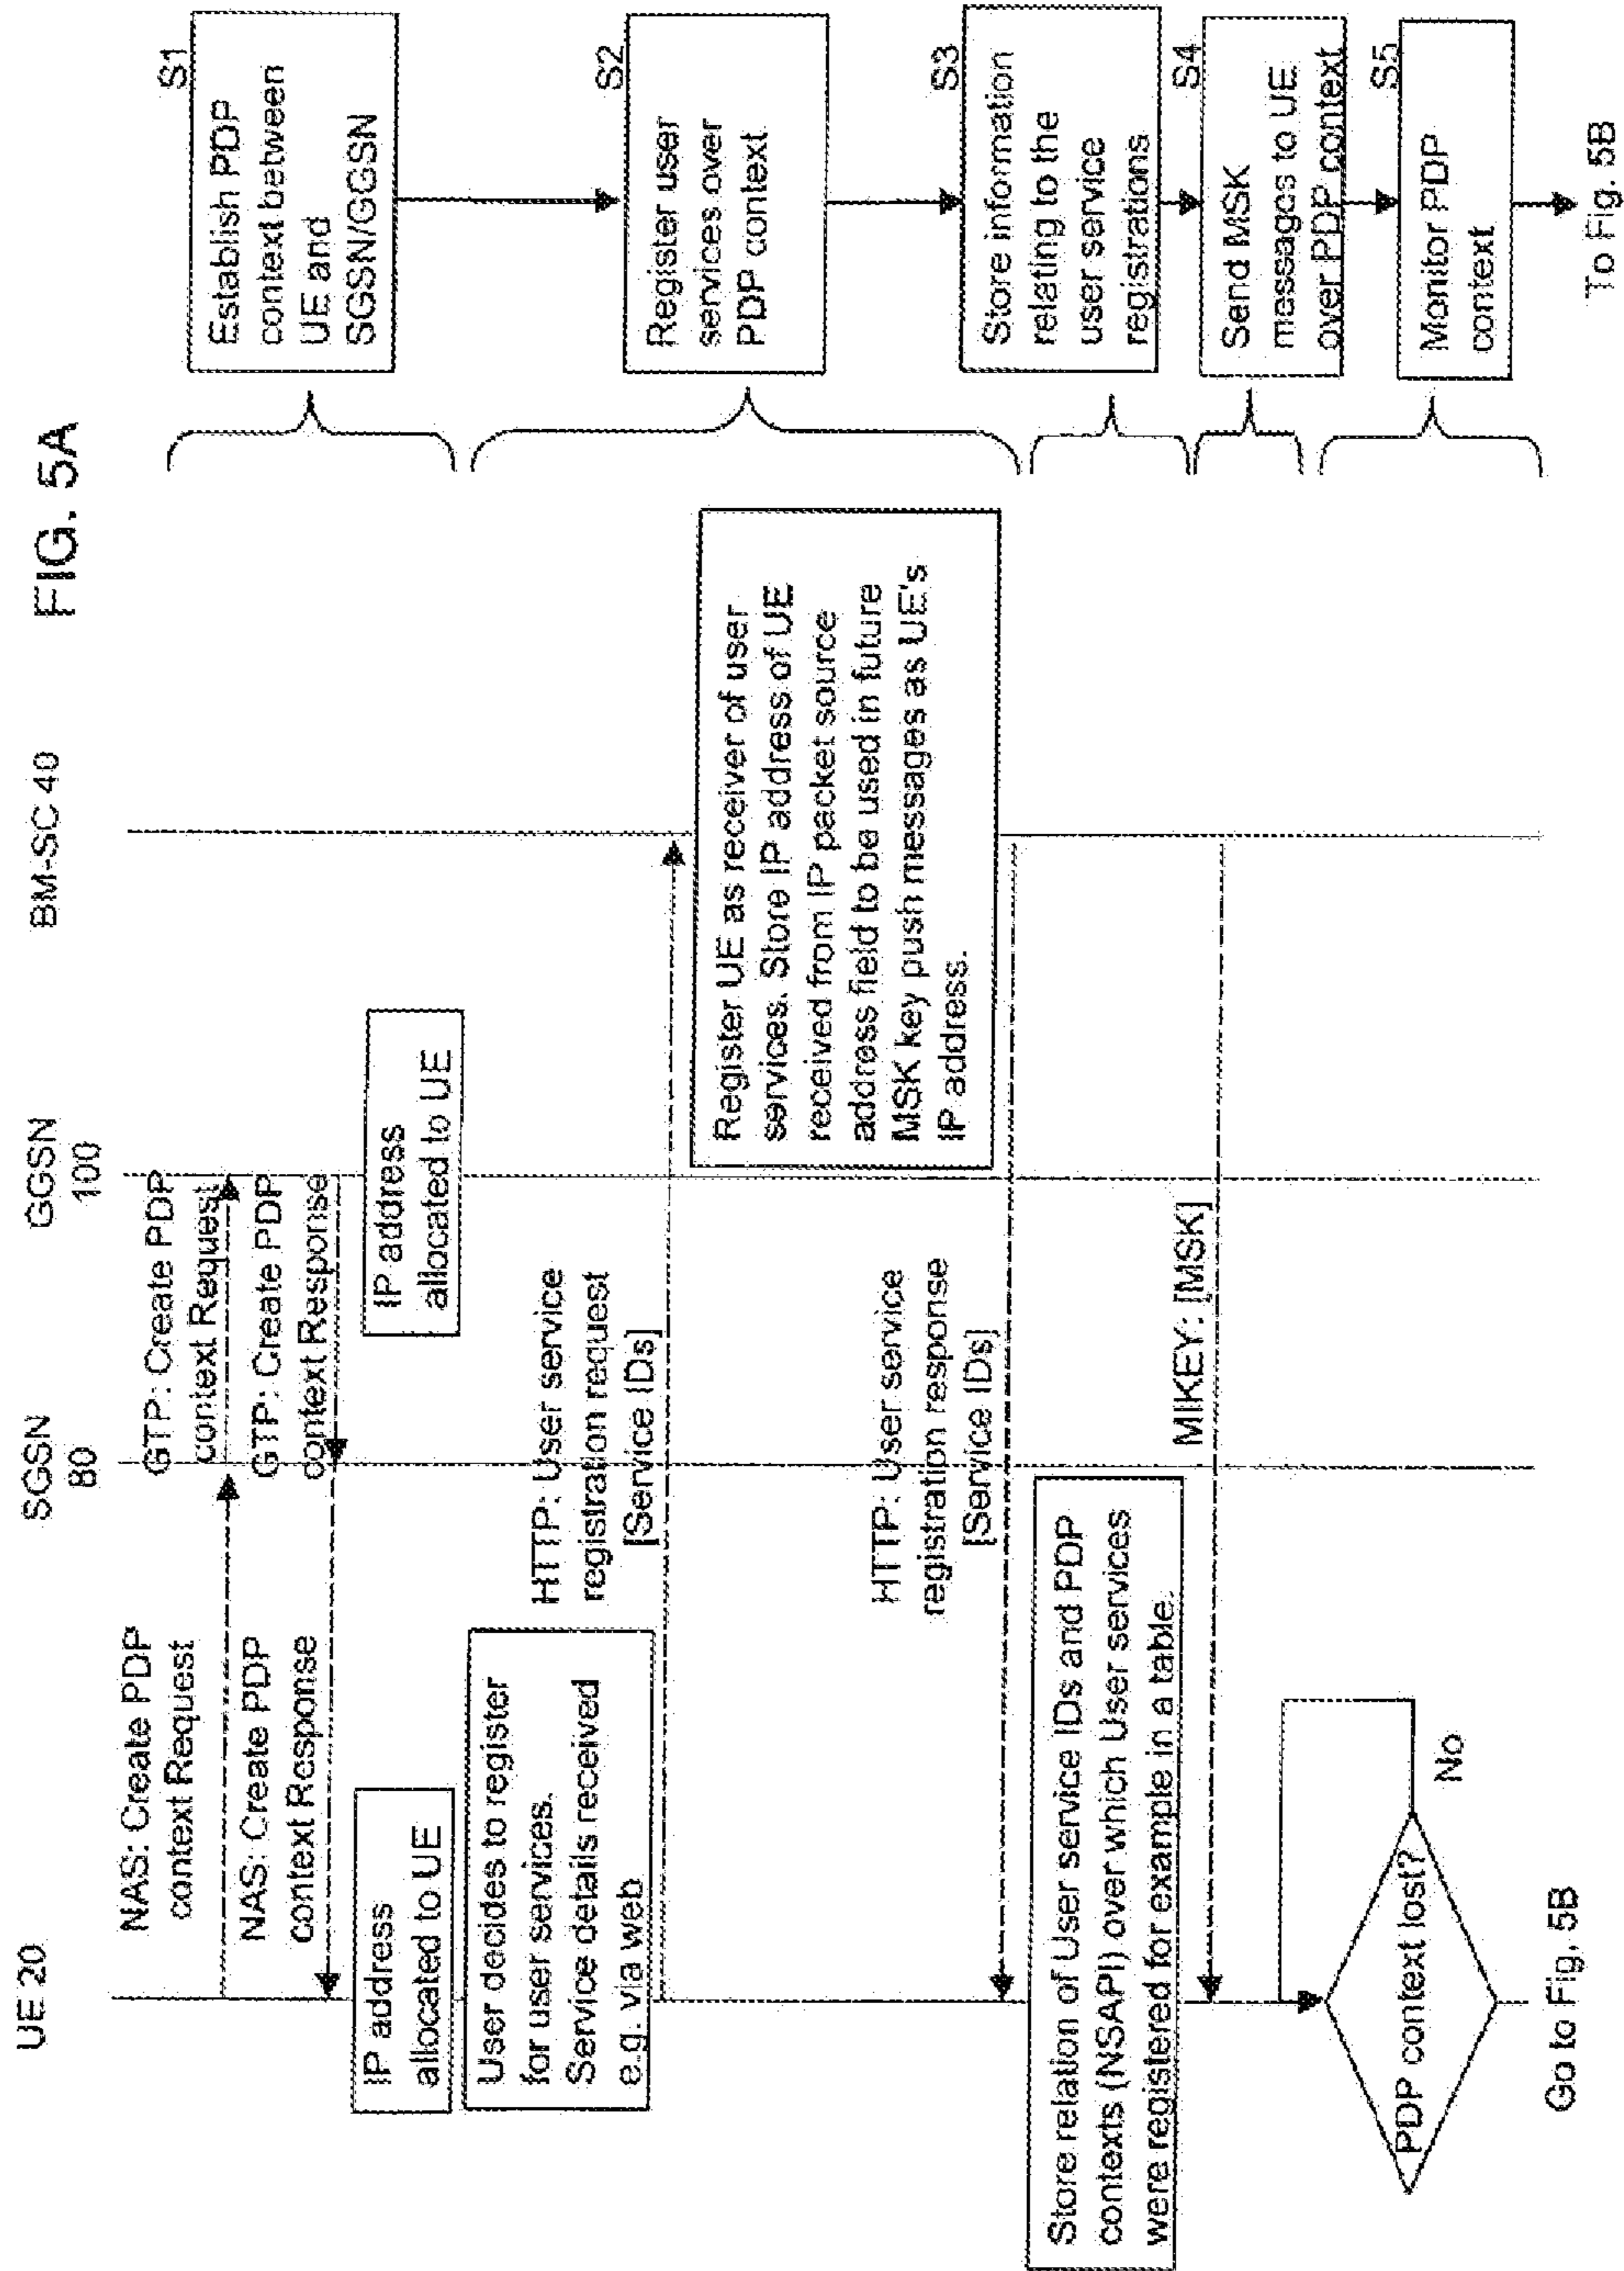 FIG. 5A
UE 20
SGSN
80
GGSN
100
BM-SC 40
NAS: Create PDP
context Request
NAS: Create PDP
context Response
GTP: Create PDP
context Request
GTP: Create PDP
context Response
IP address
allocated to UE
IP address
allocated to UE
User decides to register
for user services.
Service details received
e.g. via web
HTTP: User service
registration request
[Service IDs]
Register UE as receiver of user
services. Store IP address of UE
received from IP packet source
address field to be used in future
MSK key push messages as UE's
IP address.
HTTP: User service
registration response
[Service IDs]
Store relation of User service IDs and PDP
contexts (NSAPI) over which User services
were registered for example in a table.
MIKEY: [MSK]
PDP context lost?
No
Go to Fig. 5B
S1
Establish PDP
context between
UE and
SGSN/GGSN
S2
Register user
services over
PDP context
S3
Store information
relating to the
user service
registrations
S4
Send MSK
messages to UE
over PDP context
S5
Monitor PDP
context
To Fig. 5B